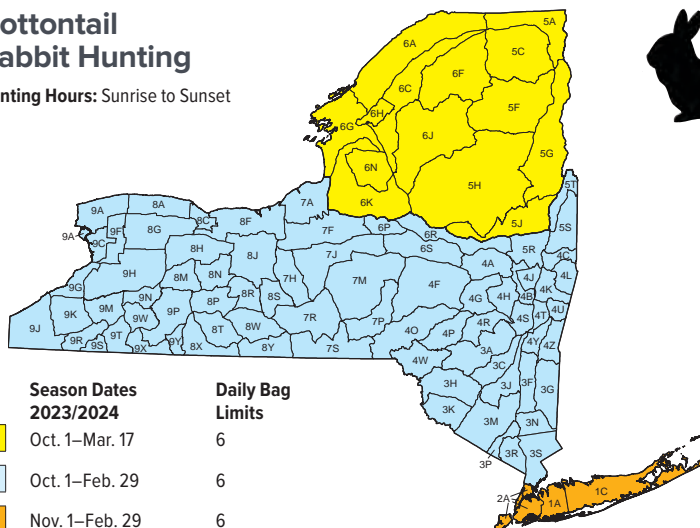 ottontail
abbit Hunting
nting Hours: Sunrise to Sunset
5A
6A
5C
6F
6C
5F
6H
6G
6J
5G
6N
5H
5T
6K
7A
8A
9A
5J
8C
8F
5S
9F
8G
7F
6P
6R
9A
9C
6S
5R
8H
8J
7J
4C
4A
9H
8M
8N
7H
7M
4F
4J
4L
9G
4K
9N
8R
8S
4G
4H
4B
8P
9M
9P
4U
9K
9W
7R
7P
4R
4S
4T
9J
8T
8W
4O
4P
9T
9R
9S
9X
9Y
8X
8Y
7S
3A
4Y
4Z
4W
3C
3H
3J
3F
3G
3K
3M
3N
3R
3S
3P
2A
1A
1C
Season Dates
2023/2024
Daily Bag
Limits
Oct. 1–Mar. 17
6
Oct. 1–Feb. 29
6
Nov. 1–Feb. 29
6